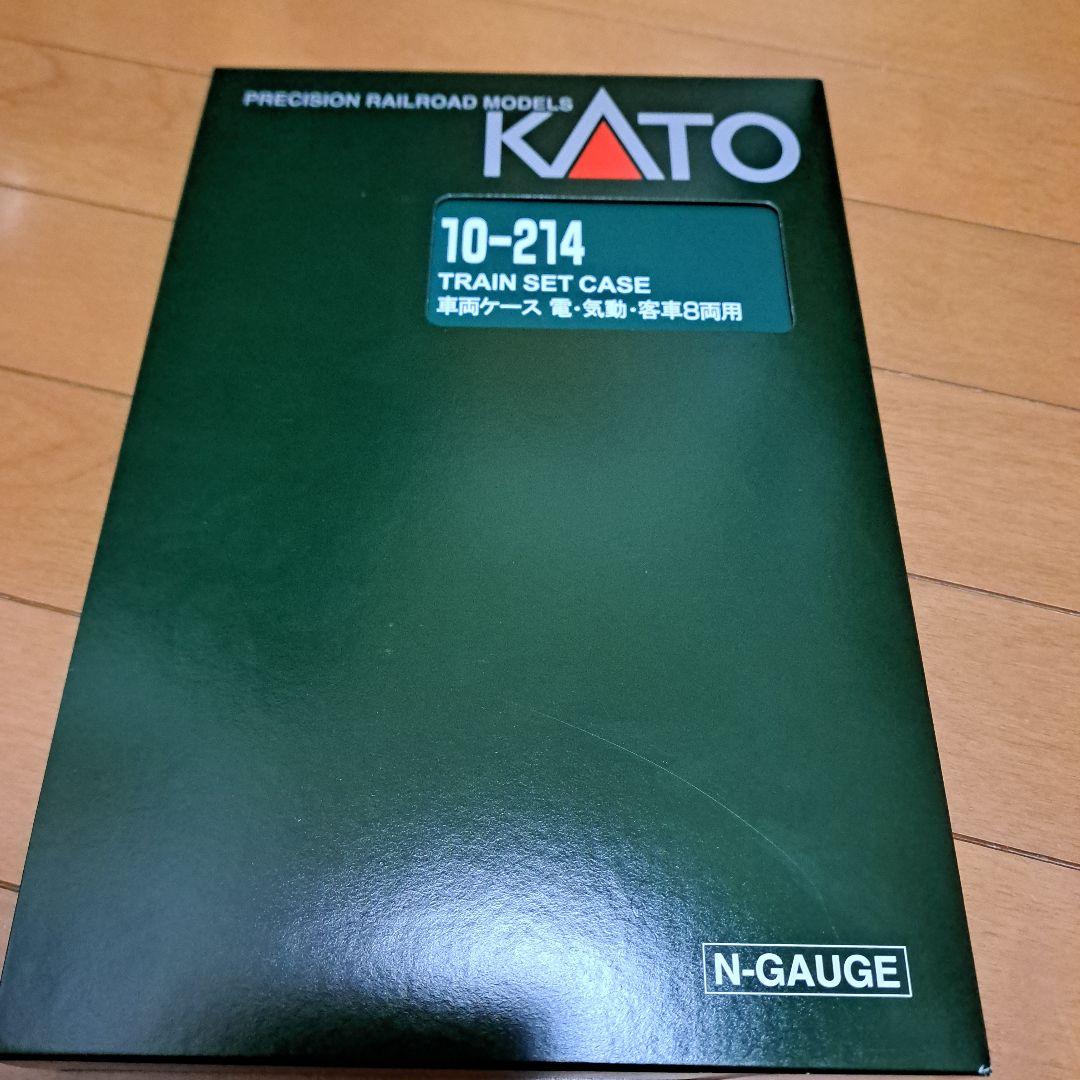 PRECISION RAILROAD MODELS
KATO
10-214
TRAIN SET CASE
車両ケース 電・気動・客車8両用
N-GAUGE